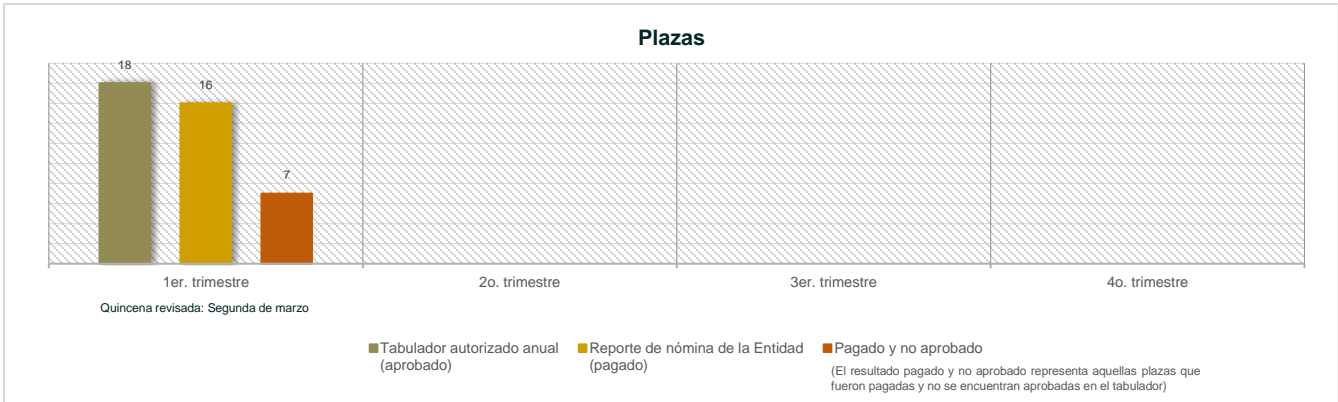 Plazas
18
16
7
1er. trimestre
2o. trimestre
3er. trimestre
4o. trimestre
Quincena revisada: Segunda de marzo
Tabulador autorizado anual
(aprobado)
Reporte de nómina de la Entidad
(pagado)
Pagado y no aprobado
(El resultado pagado y no aprobado representa aquellas plazas que
fueron pagadas y no se encuentran aprobadas en el tabulador)